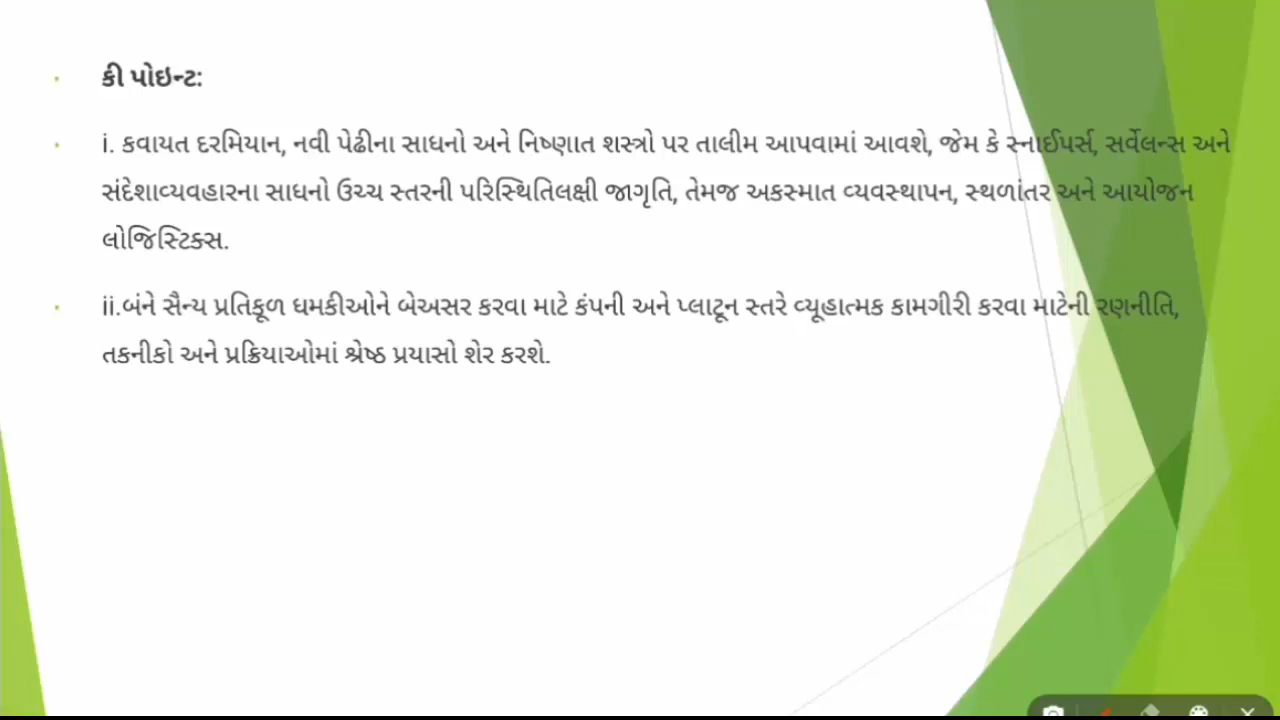 કી પોઇન્ટ:
i. કવાયત દરમિયાન, નવી પેઢીના સાધનો અને નિષ્ણાત શસ્ત્રો પર તાલીમ આપવામાં આવશે, જેમ કે સ્નાઈપર્સ, સર્વેલન્સ અને
સંદેશાવ્યવહારના સાધનો ઉચ્ચ સ્તરની પરિસ્થિતિલક્ષી જાગૃતિ, તેમજ અકસ્માત વ્યવસ્થાપન, સ્થળાંતર અને આયોજન
લોજિસ્ટિક્સ.
ii.બંને સૈન્ય પ્રતિકૂળ ધમકીઓને બેઅસર કરવા માટે કંપની અને પ્લાટૂન સ્તરે વ્યૂહાત્મક કામગીરી કરવા માટેની રણનીતિ,
તકનીકો અને પ્રક્રિયાઓમાં શ્રેષ્ઠ પ્રયાસો શેર કરશે.